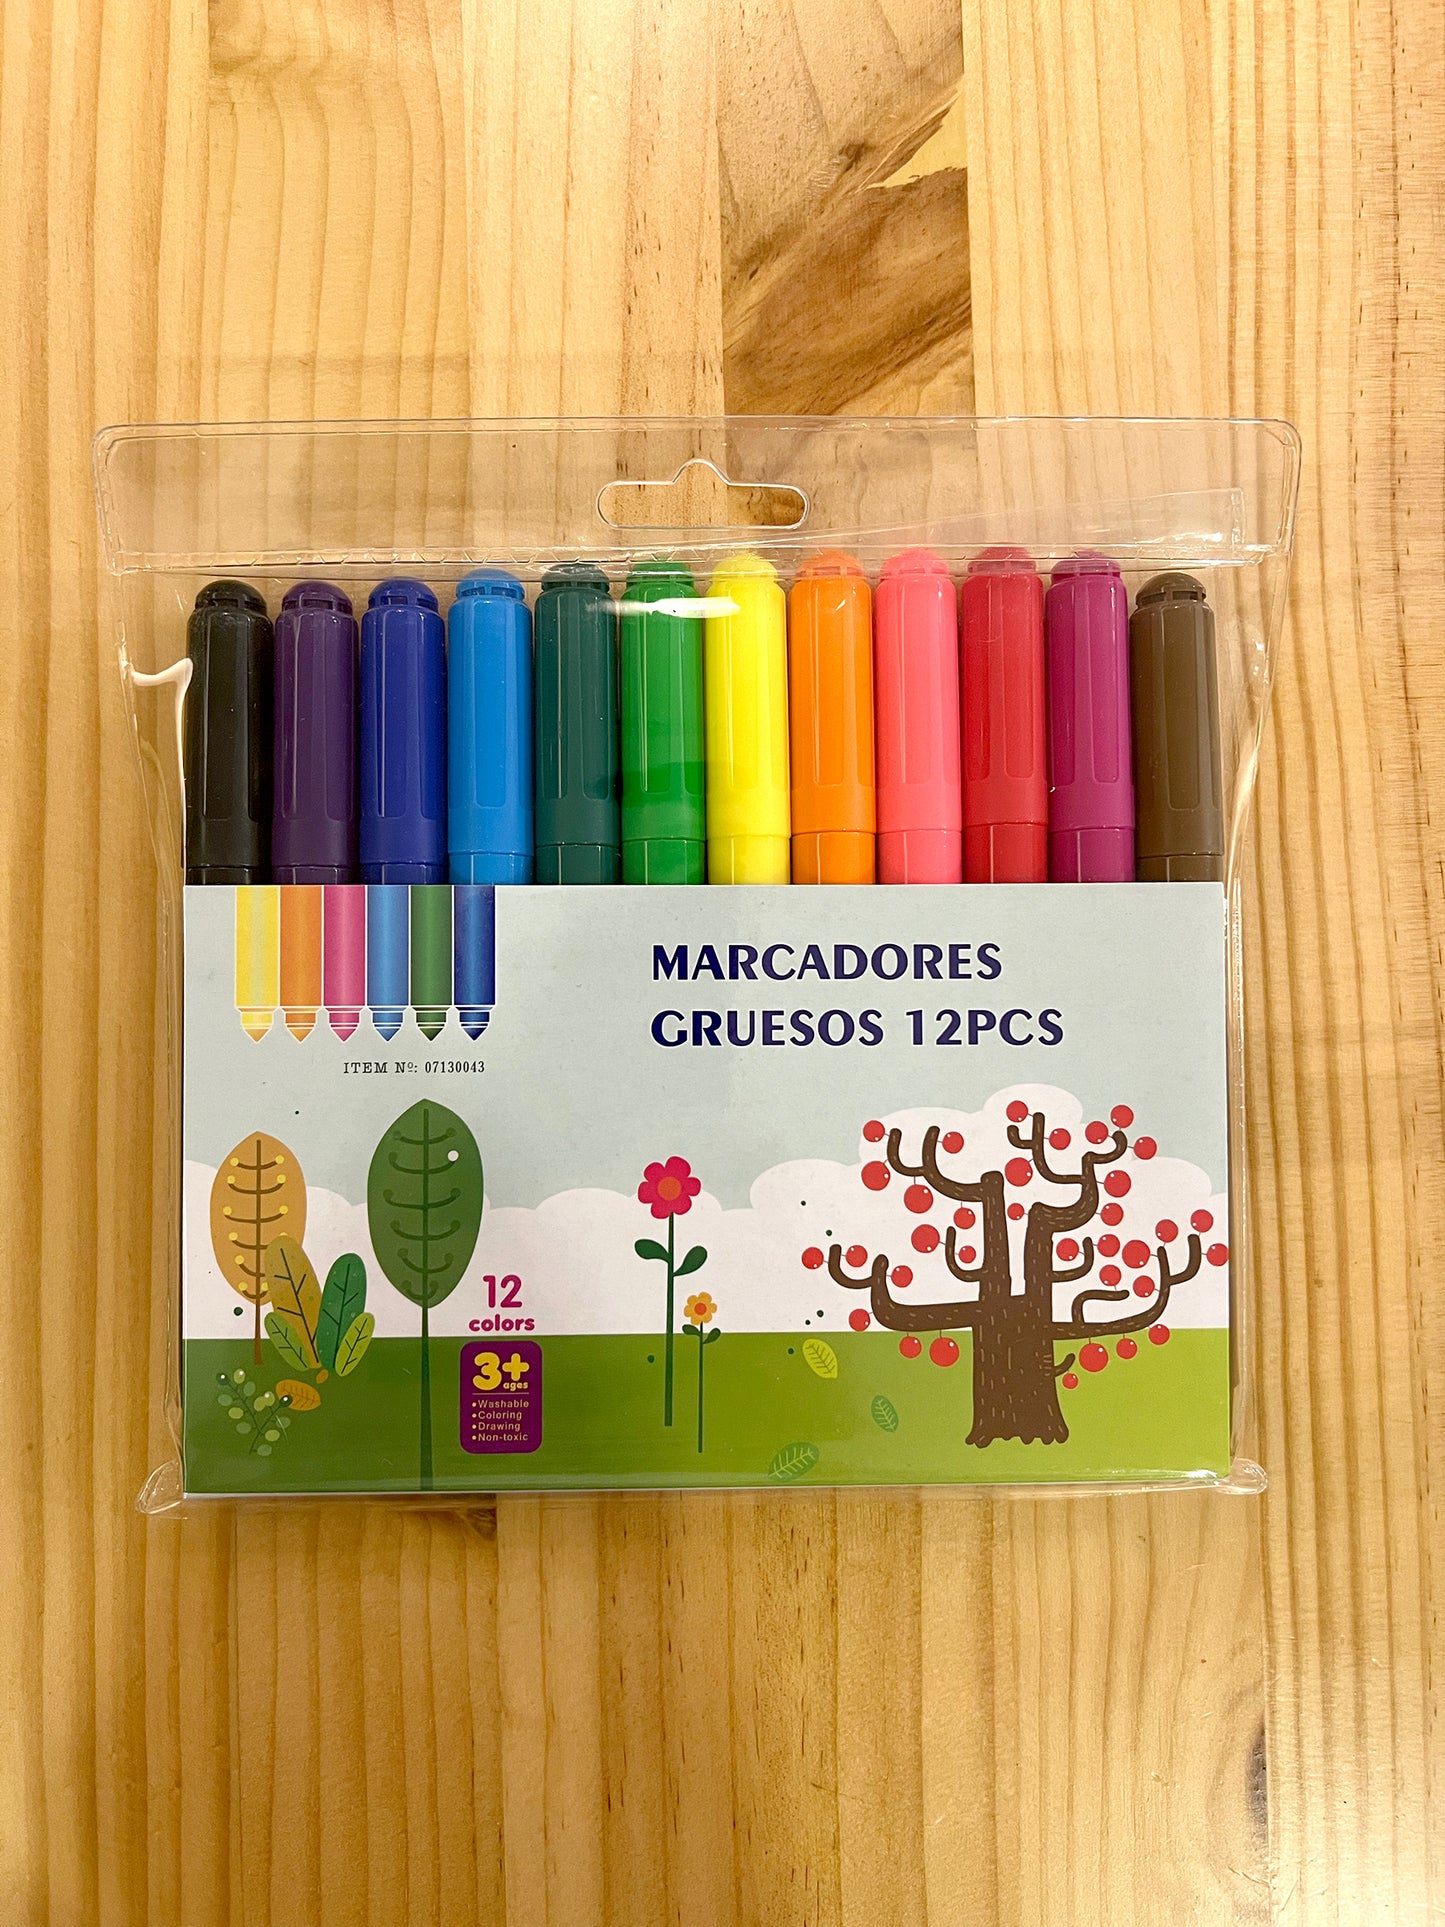 MARCADORES
GRUESOS 12PCS
ITEM Nº: 07130043
12
colors
3+
ages
•Washable
•Coloring
•Drawing
•Non-toxic